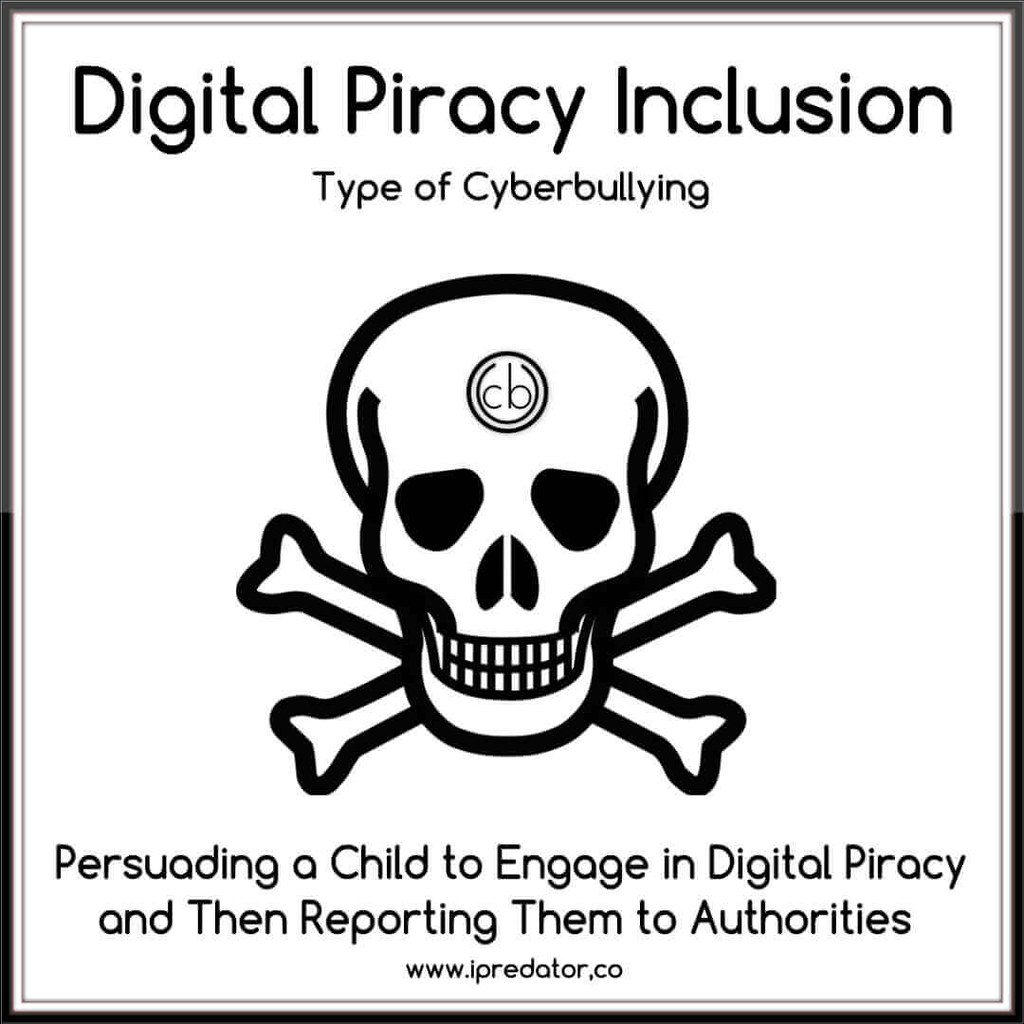 Digital Piracy Inclusion
Type of Cyberbullying
cb
Persuading a Child to Engage in Digital Piracy
and Then Reporting Them to Authorities
www.ipredator,co